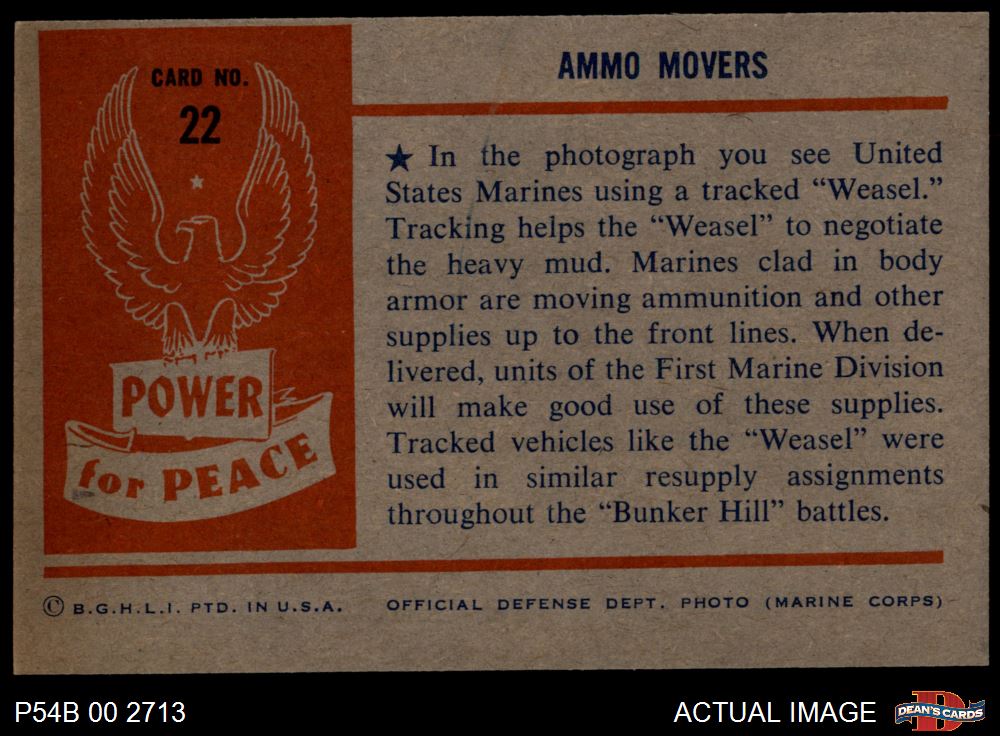 CARD NO.
22
POWER
for PEACE
AMMO MOVERS
★ In the photograph you see United
States Marines using a tracked “Weasel.”
Tracking helps the “Weasel” to negotiate
the heavy mud. Marines clad in body
armor are moving ammunition and other
supplies up to the front lines. When de-
livered, units of the First Marine Division
will make good use of these supplies.
Tracked vehicles like the “Weasel” were
used in similar resupply assignments
throughout the “Bunker Hill” battles.
© B.G.H.L.I. PTD. IN U.S.A.
OFFICIAL DEFENSE DEPT. PHOTO (MARINE CORPS)
P54B 00 2713
ACTUAL IMAGE
DEAN'S CARDS